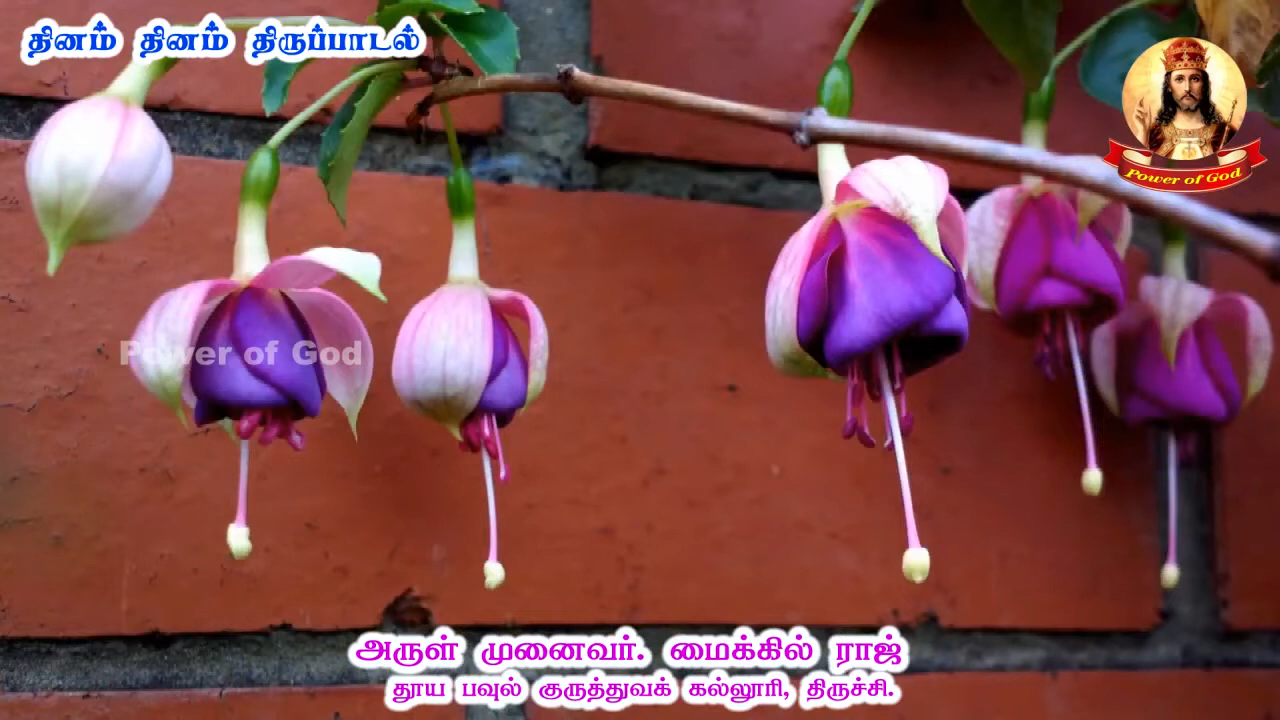 தினம் தினம் திருப்பாடல்
Power of God
Power of God
அருள் முனைவர். மைக்கில் ராஜ்
தூய பவுல் குருத்துவக் கல்லூரி, திருச்சி.